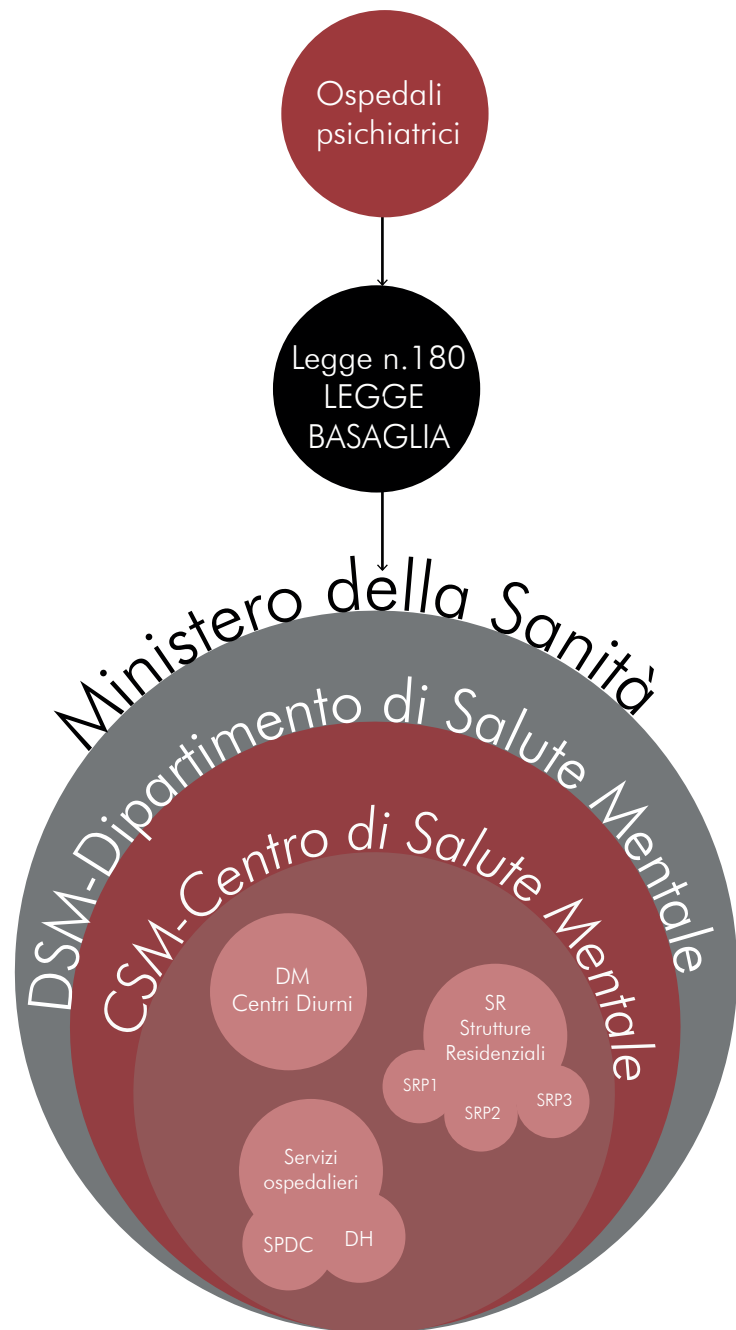 Ospedali
psichiatrici
Legge n.180
LEGGE
BASAGLIA
Ministero della Sanità
DSM-Dipartimento di Salute Mentale
CSM-Centro di Salute Mentale
DM
Centri Diurni
SR
Strutture
Residenziali
SRP1
SRP2
SRP3
Servizi
ospedalieri
SPDC
DH